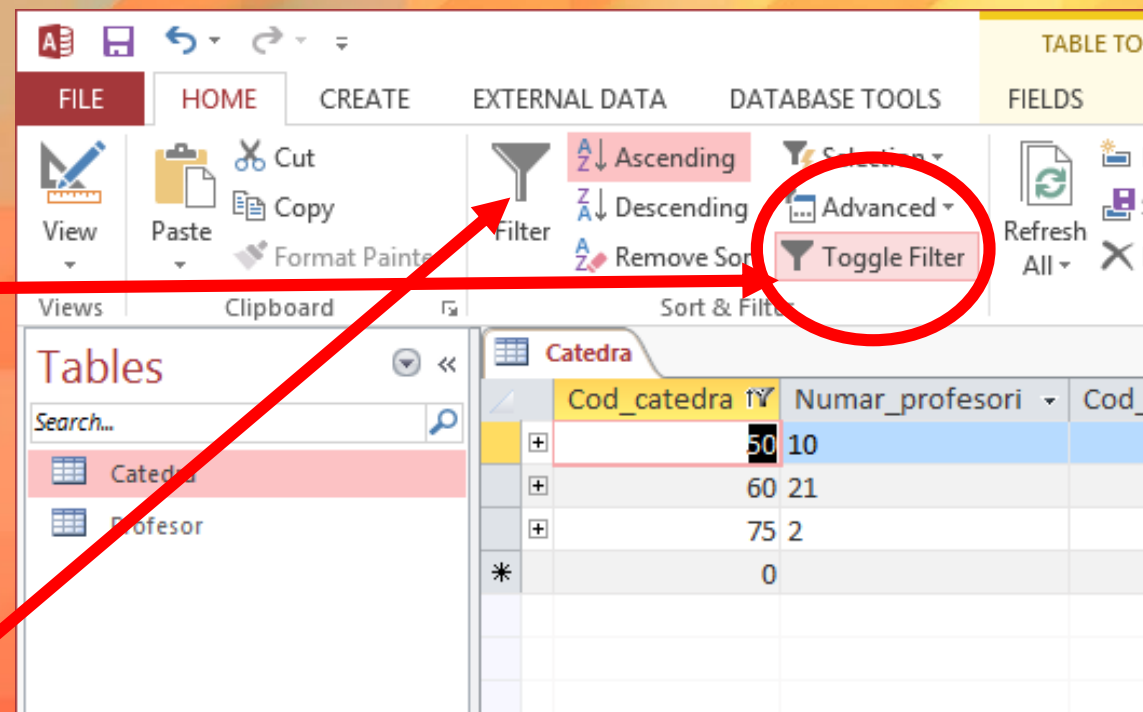 TABLE TO
FILE HOME CREATE EXTERNAL DATA DATABASE TOOLS FIELDS
View
Paste
Cut
Copy
Format Painte
Filter
Ascending
Descending
Remove Sor
Selection
Advanced
Toggle Filter
Refresh
All
Views Clipboard Sort & Filter
Tables
Search...
Catedra
Profesor
Catedra
Cod_catedra Numar_profesori Cod_
50 10
60 21
75 2
0